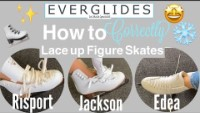 EVERGLIDES
How to Correctly
Lace up Figure Skates
Risport
Jackson
Edea